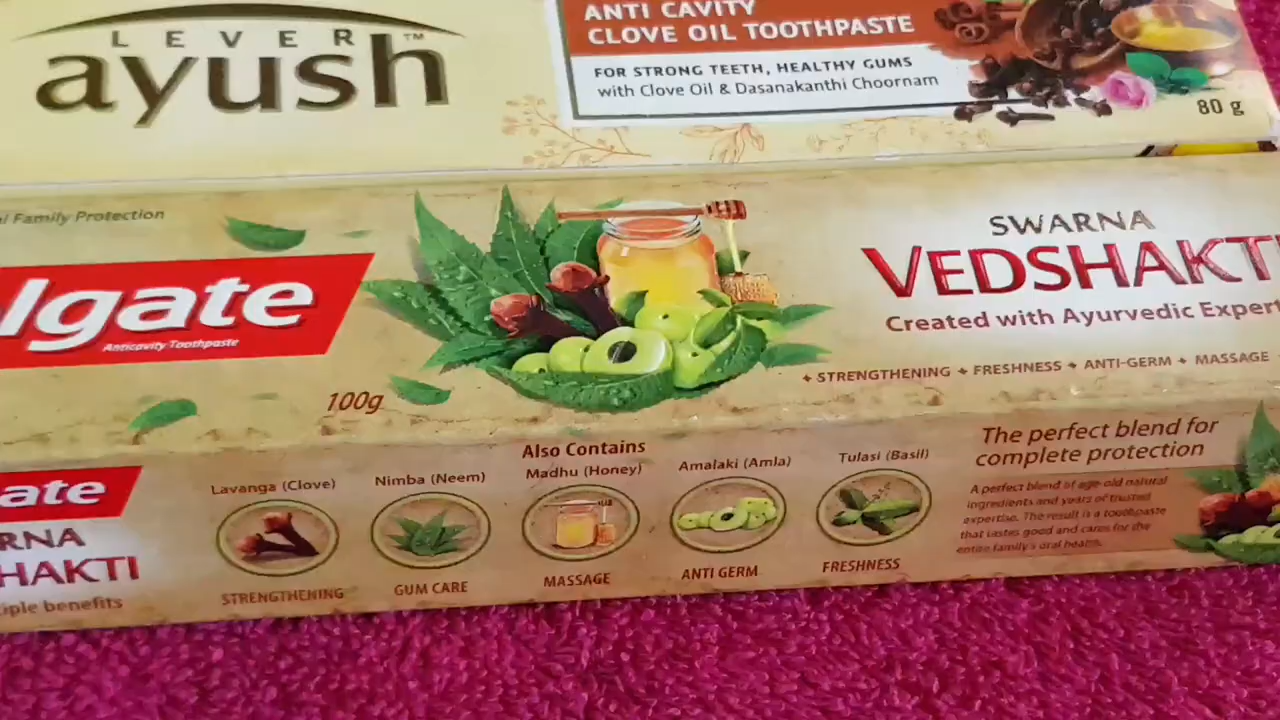 LEVER
ayush™
ANTI CAVITY
CLOVE OIL TOOTHPASTE
FOR STRONG TEETH, HEALTHY GUMS
with Clove Oil & Dasanakanthi Choornam
80 g
Family Protection
lgate
Anticavity Toothpaste
100g
SWARNA
VEDSHAKTI
Created with Ayurvedic Exper
+ STRENGTHENING + FRESHNESS + ANTI-GERM + MASSAGE
ate
RNA
HAKTI
iple benefits
Also Contains
Lavanga (Clove)
Nimba (Neem)
Madhu (Honey)
Amalaki (Amla)
Tulasi (Basil)
STRENGTHENING
GUM CARE
MASSAGE
ANTI GERM
FRESHNESS
The perfect blend for
complete protection
A perfect blend of age-old natural
ingredients and years of trusted
expertise. The result is a toothpaste
that tastes good and cares for the
entire family's oral health.